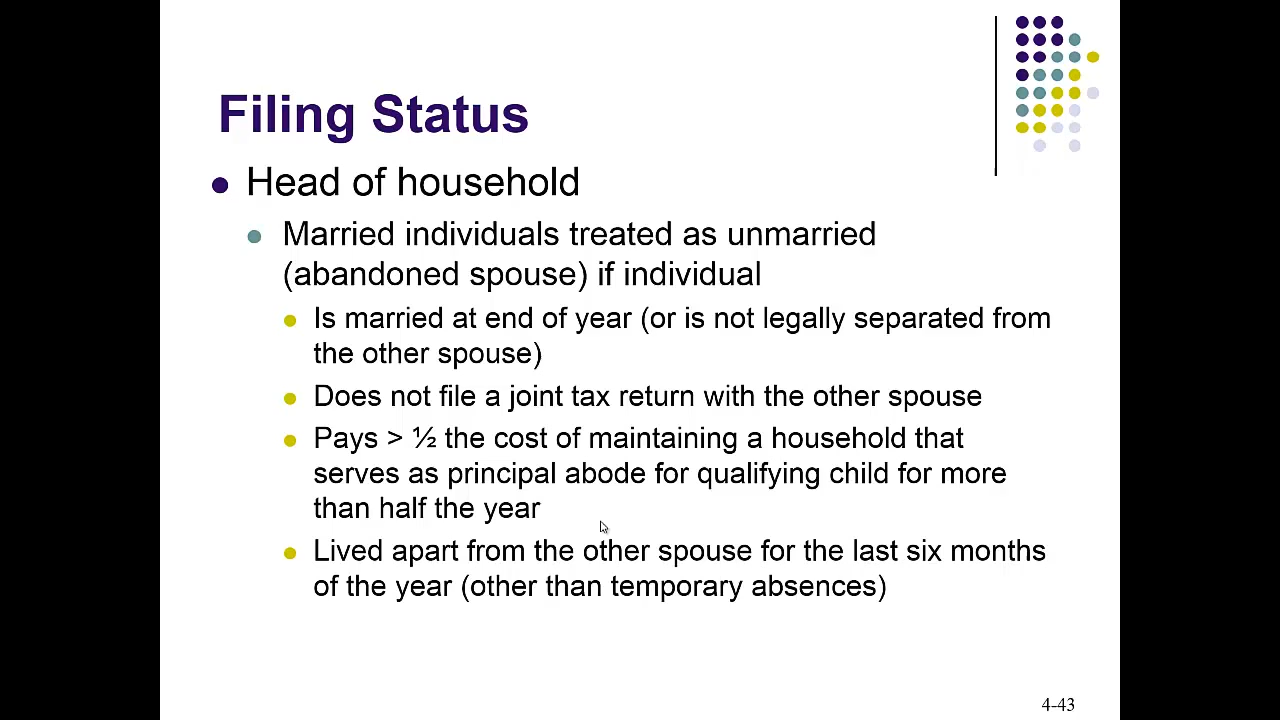 Filing Status
Head of household
Married individuals treated as unmarried
(abandoned spouse) if individual
Is married at end of year (or is not legally separated from
the other spouse)
Does not file a joint tax return with the other spouse
Pays > ½ the cost of maintaining a household that
serves as principal abode for qualifying child for more
than half the year
Lived apart from the other spouse for the last six months
of the year (other than temporary absences)
4-43